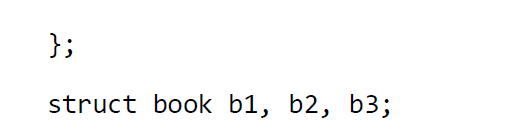 };
struct book b1, b2, b3;